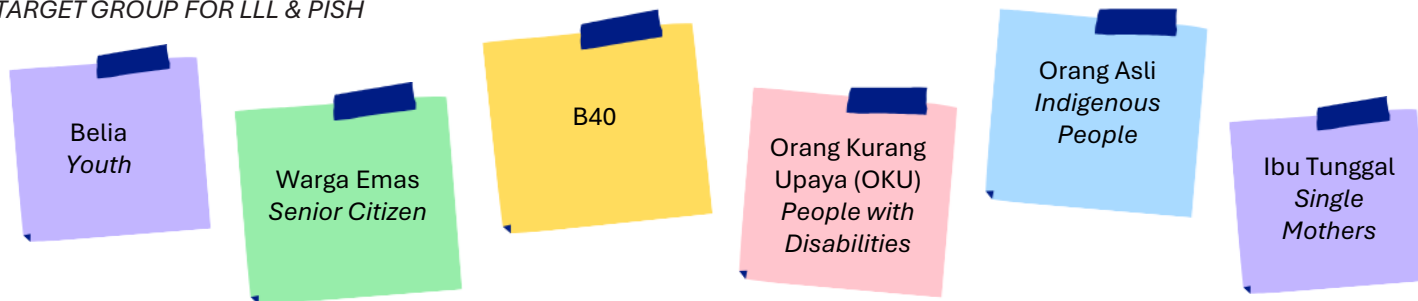 TARGET GROUP FOR LLL & PISH
Belia
Youth
Warga Emas
Senior Citizen
B40
Orang Kurang
Upaya (OKU)
People with
Disabilities
Orang Asli
Indigenous
People
Ibu Tunggal
Single
Mothers